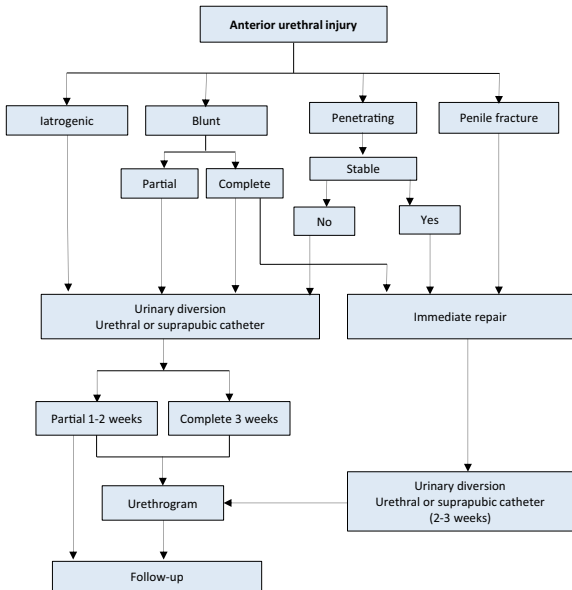 Anterior urethral injury
Iatrogenic
Blunt
Penetrating
Penile fracture
Partial
Complete
Stable
No
Yes
Urinary diversion
Urethral or suprapubic catheter
Immediate repair
Partial 1-2 weeks
Complete 3 weeks
Urethrogram
Urinary diversion
Urethral or suprapubic catheter
(2-3 weeks)
Follow-up